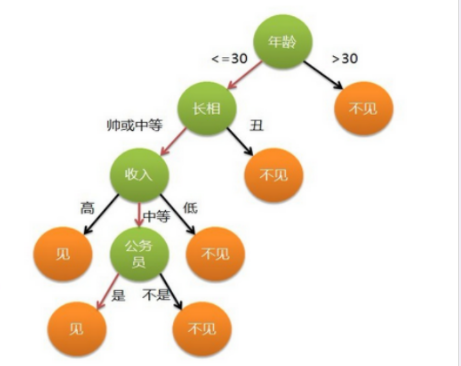 年龄
<=30
>30
长相
不见
帅或中等
丑
收入
不见
高
中等
低
见
公务
员
不见
是
不是
见
不见